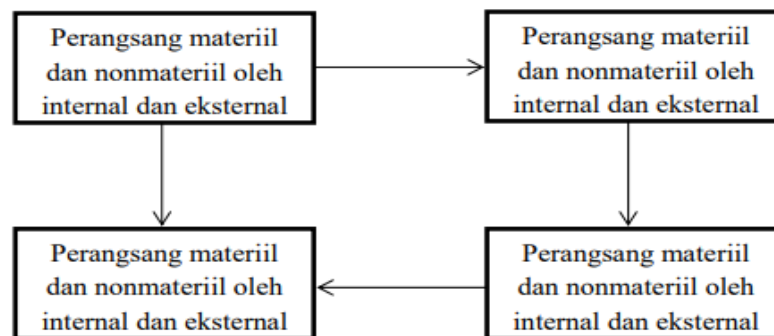 Perangsang materiil
dan nonmateriil oleh
internal dan eksternal
Perangsang materiil
dan nonmateriil oleh
internal dan eksternal
Perangsang materiil
dan nonmateriil oleh
internal dan eksternal
Perangsang materiil
dan nonmateriil oleh
internal dan eksternal